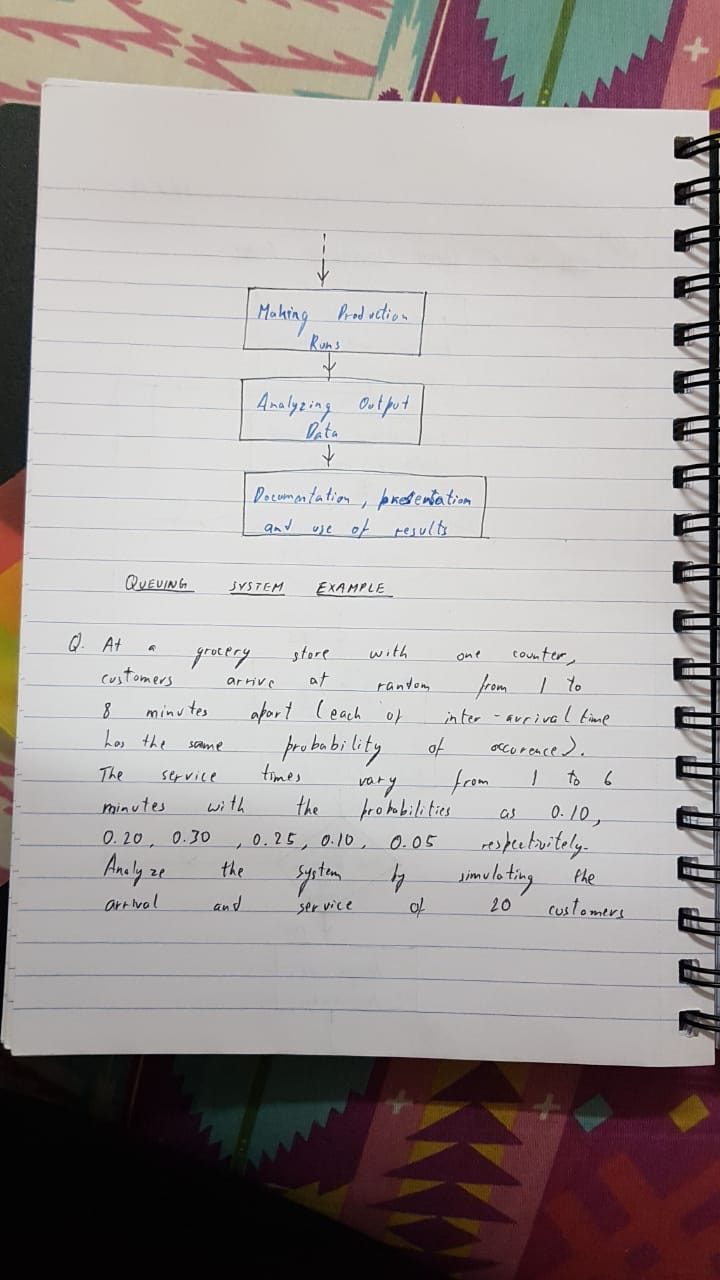 Making Production
Runs
Analyzing Output
Data
Documentation, presentation
and use of results
QUEUING SYSTEM EXAMPLE
Q. At a grocery store with one counter,
customers arrive at random from 1 to
8 minutes apart (each of inter-arrival time
has the same probability of occurence).
The service times vary from 1 to 6
minutes with the probabilities as 0.10,
0.20, 0.30, 0.25, 0.10, 0.05 respectivitely.
Analyze the system by simulating the
arrival and service of 20 customers